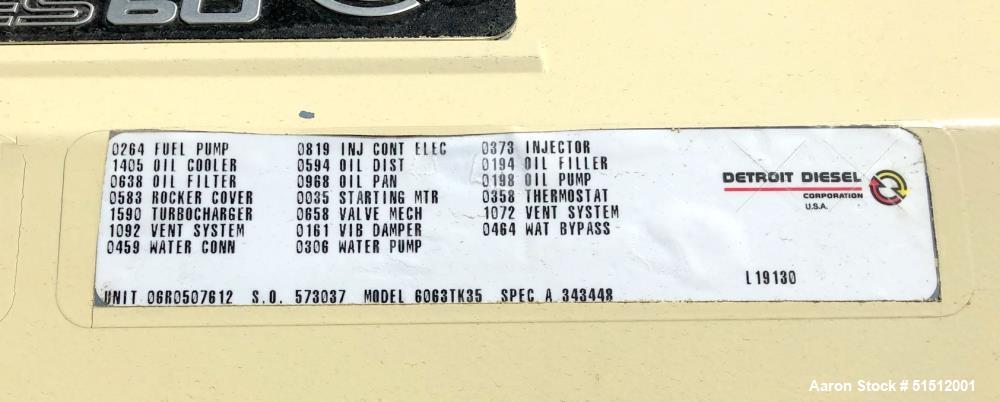 ES60
0264 FUEL PUMP 0819 INJ CONT ELEC 0373 INJECTOR
1405 OIL COOLER 0594 OIL DIST 0194 OIL FILLER
0638 OIL FILTER 0968 OIL PAN 0198 OIL PUMP
0583 ROCKER COVER 0035 STARTING MTR 0358 THERMOSTAT
1590 TURBOCHARGER 0658 VALVE MECH 1072 VENT SYSTEM
1092 VENT SYSTEM 0161 VIB DAMPER 0464 WAT BYPASS
0459 WATER CONN 0306 WATER PUMP
DETROIT DIESEL
CORPORATION
U.S.A.
L19130
UNIT 06R0507612 S.O. 573037 MODEL 6063TK35 SPEC A 343448
Aaron Stock # 51512001